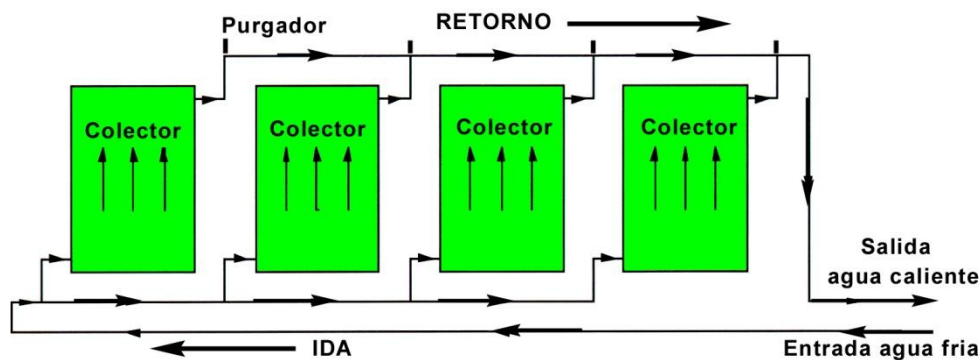 Purgador
RETORNO
Colector
Colector
Colector
Colector
Salida
agua caliente
IDA
Entrada agua fria